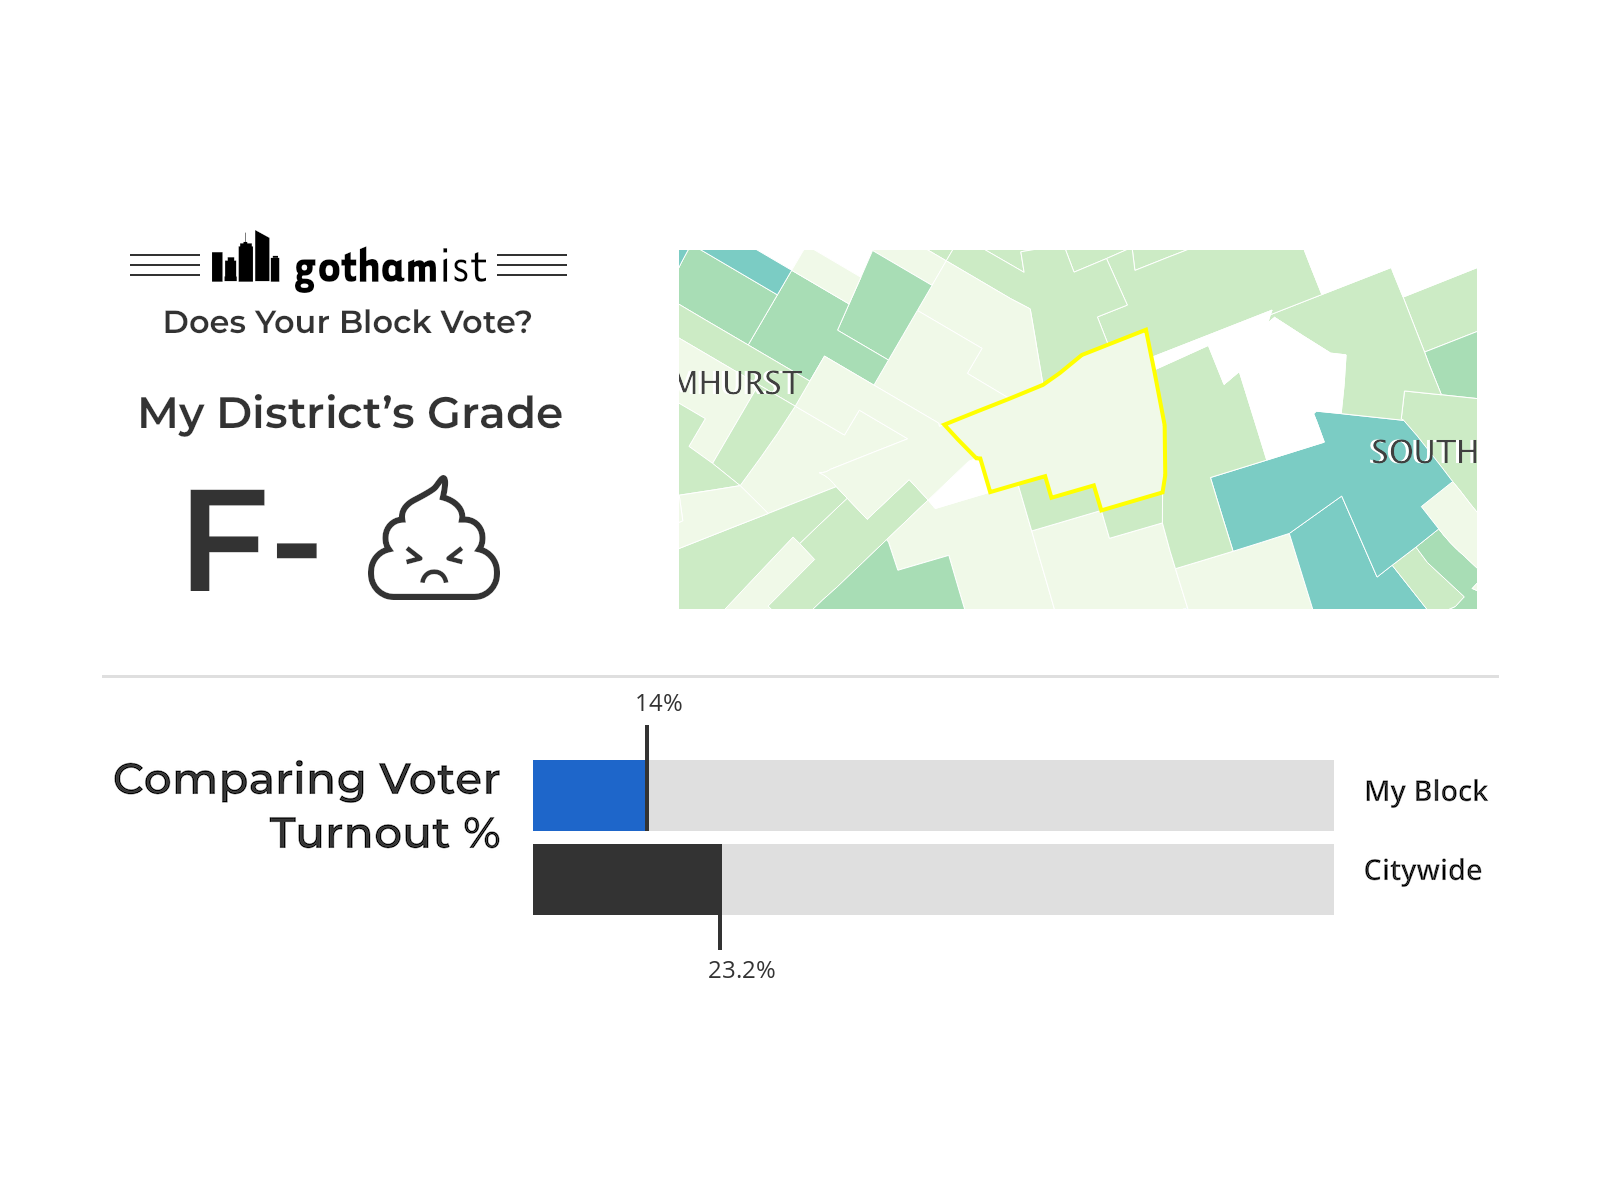 gothamist
Does Your Block Vote?
My District’s Grade
F-
MHURST
SOUTH
14%
Comparing Voter
Turnout %
My Block
Citywide
23.2%